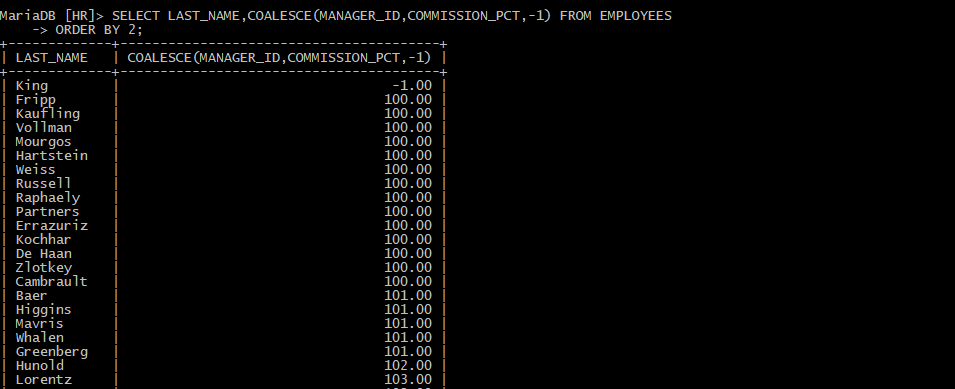 MariaDB [HR]> SELECT LAST_NAME,COALESCE(MANAGER_ID,COMMISSION_PCT,-1) FROM EMPLOYEES
    -> ORDER BY 2;
+-------------+----------------------------------------+
| LAST_NAME   | COALESCE(MANAGER_ID,COMMISSION_PCT,-1) |
+-------------+----------------------------------------+
| King        |                                  -1.00 |
| Fripp       |                                 100.00 |
| Kaufling    |                                 100.00 |
| Vollman     |                                 100.00 |
| Mourgos     |                                 100.00 |
| Hartstein   |                                 100.00 |
| Weiss       |                                 100.00 |
| Russell     |                                 100.00 |
| Raphaely    |                                 100.00 |
| Partners    |                                 100.00 |
| Errazuriz   |                                 100.00 |
| Kochhar     |                                 100.00 |
| De Haan     |                                 100.00 |
| Zlotkey     |                                 100.00 |
| Cambrault   |                                 100.00 |
| Baer        |                                 101.00 |
| Higgins     |                                 101.00 |
| Mavris      |                                 101.00 |
| Whalen      |                                 101.00 |
| Greenberg   |                                 101.00 |
| Hunold      |                                 102.00 |
| Lorentz     |                                 103.00 |